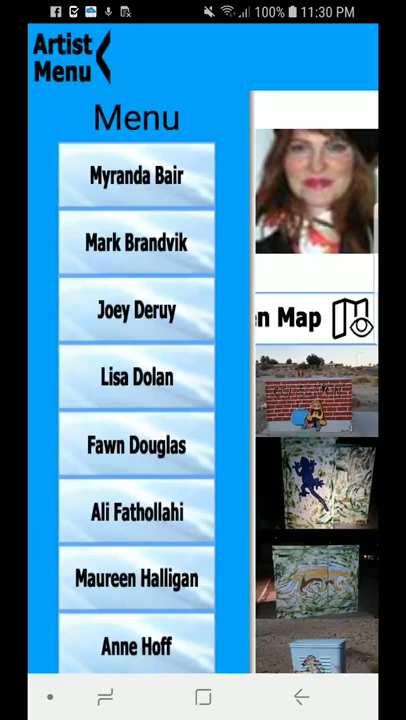 100% 11:30 PM
Artist
Menu
Menu
Myranda Bair
Mark Brandvik
Joey Deruy
Lisa Dolan
Fawn Douglas
Ali Fathollahi
Maureen Halligan
Anne Hoff
n Map